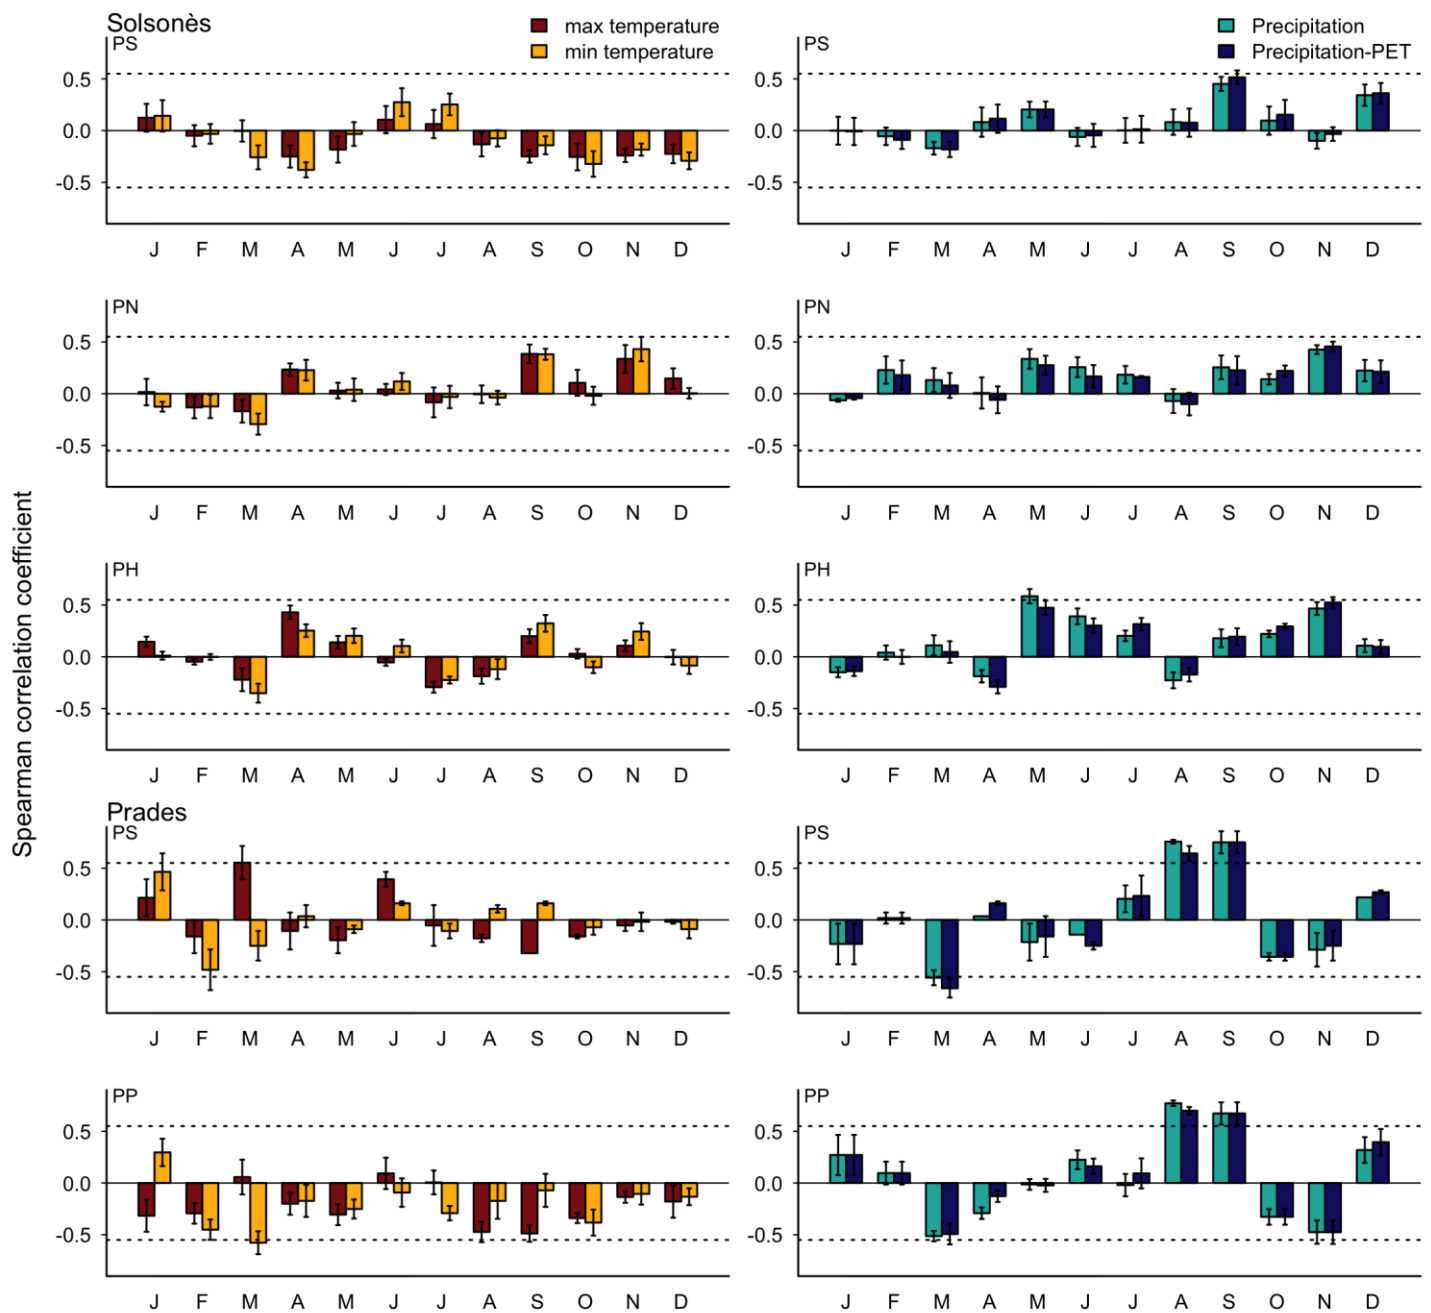 Solsonès
max temperature
min temperature
Precipitation
Precipitation-PET
PS
0.5
0.0
-0.5
J F M A M J J A S O N D
PS
0.5
0.0
-0.5
J F M A M J J A S O N D
PN
0.5
0.0
-0.5
J F M A M J J A S O N D
PN
0.5
0.0
-0.5
J F M A M J J A S O N D
Spearman correlation coefficient
PH
0.5
0.0
-0.5
J F M A M J J A S O N D
PH
0.5
0.0
-0.5
J F M A M J J A S O N D
Prades
PS
0.5
0.0
-0.5
J F M A M J J A S O N D
PS
0.5
0.0
-0.5
J F M A M J J A S O N D
PP
0.5
0.0
-0.5
J F M A M J J A S O N D
PP
0.5
0.0
-0.5
J F M A M J J A S O N D